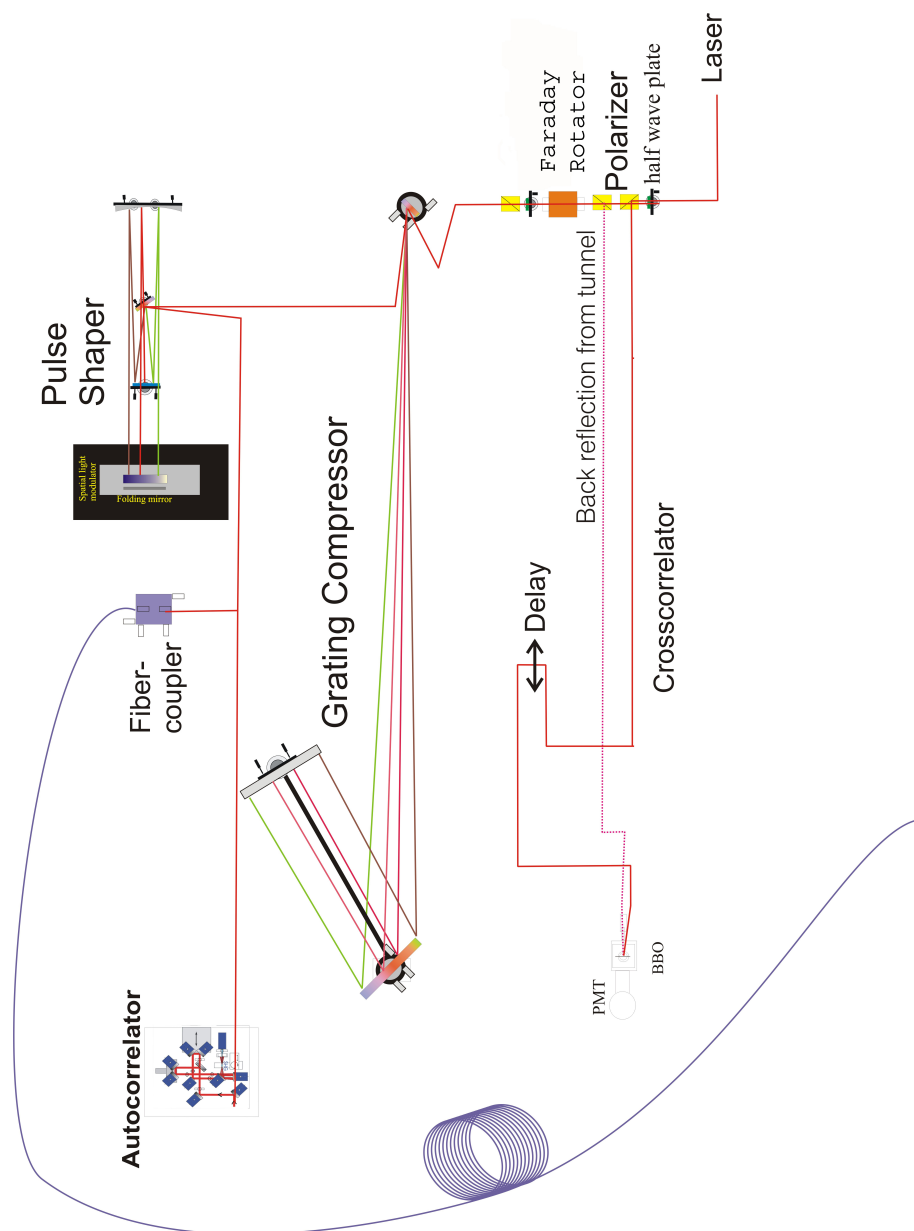 Laser
half wave plate
Polarizer
Faraday
Rotator
Back reflection from tunnel
Crosscorrelator
Delay
BBO
PMT
Grating Compressor
Pulse
Shaper
Spatial light
modulator
Folding mirror
Fiber-
coupler
Autocorrelator